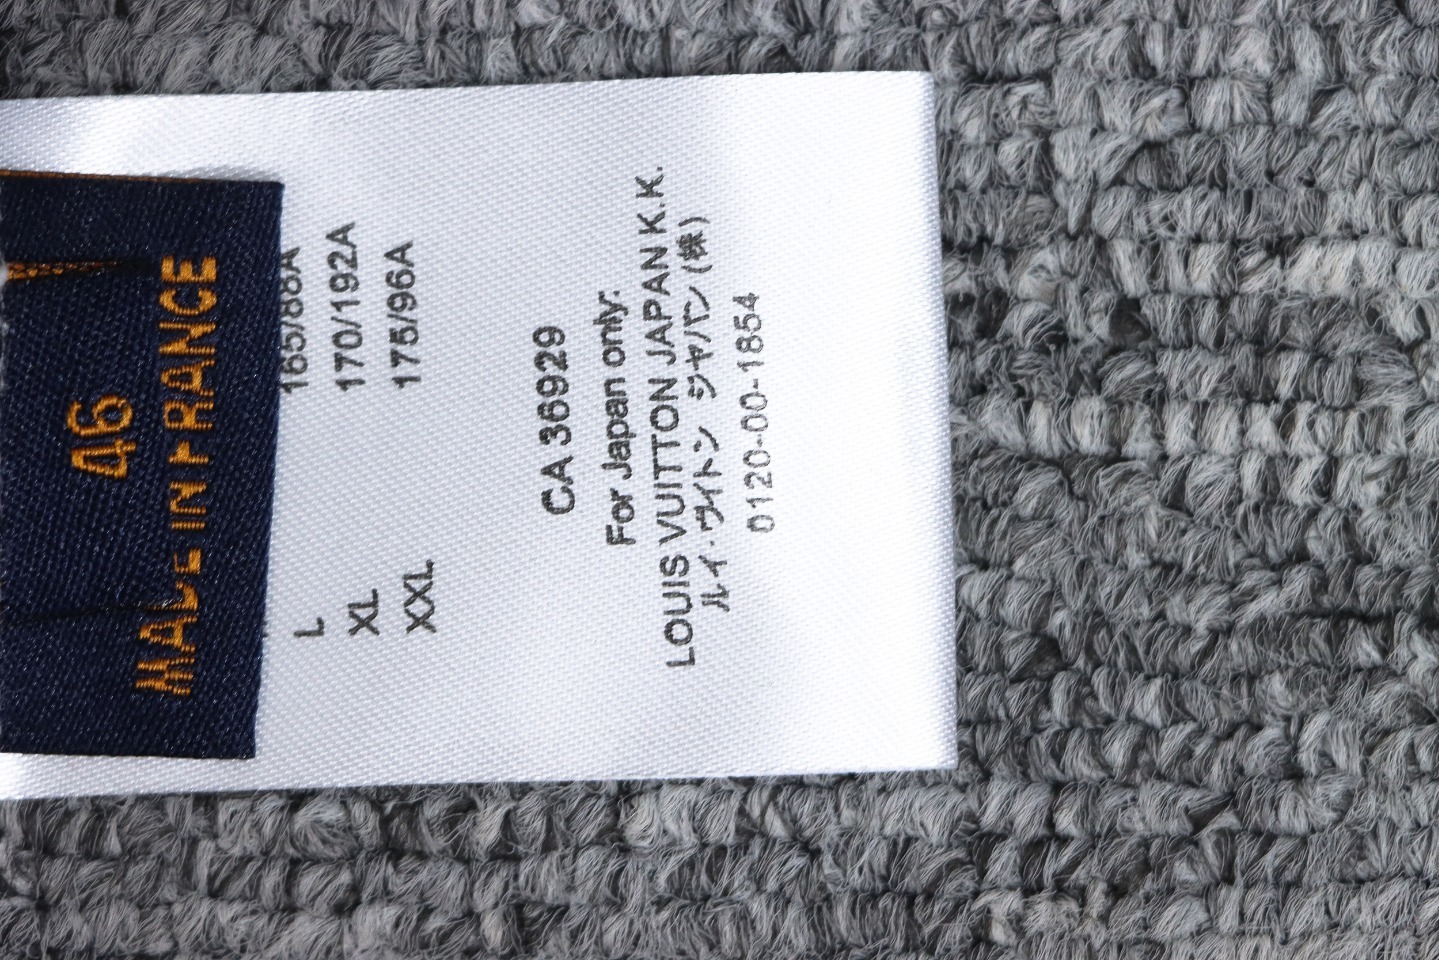 46
MADE IN FRANCE
L 165/88A
XL 170/192A
XXL 175/96A
CA 36929
For Japan only:
LOUIS VUITTON JAPAN K.K.
ルイ・ヴィトン ジャパン (株)
0120-00-1854